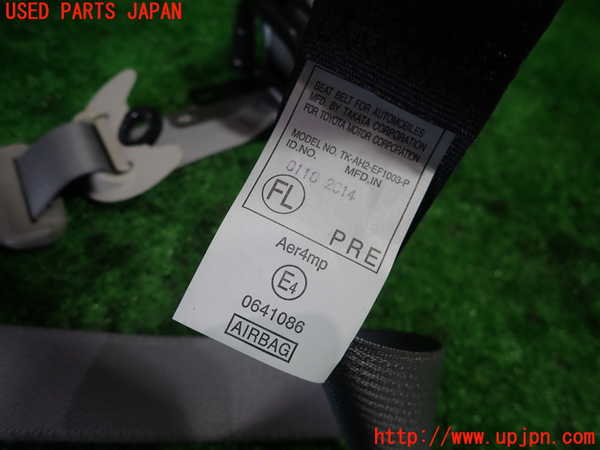 USED PARTS JAPAN
SEAT BELT FOR AUTOMOBILES
MFD. BY TAKATA CORPORATION
FOR TOYOTA MOTOR CORPORATION
MODEL NO. TK-AH2-EF1003-P
ID.NO. MFD.IN
0110 2014
FL
PRE
Aer4mp
E4
0641086
AIRBAG
http://www.upjpn.com/